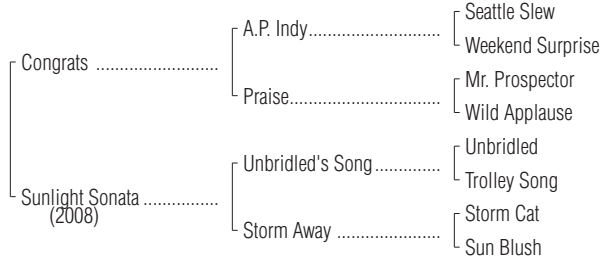 Seattle Slew
A.P. Indy..............................
Weekend Surprise
Congrats ............................
Mr. Prospector
Praise..................................
Wild Applause
Unbridled
Unbridled's Song...............
Trolley Song
Sunlight Sonata .................
(2008)
Storm Cat
Storm Away .......................
Sun Blush